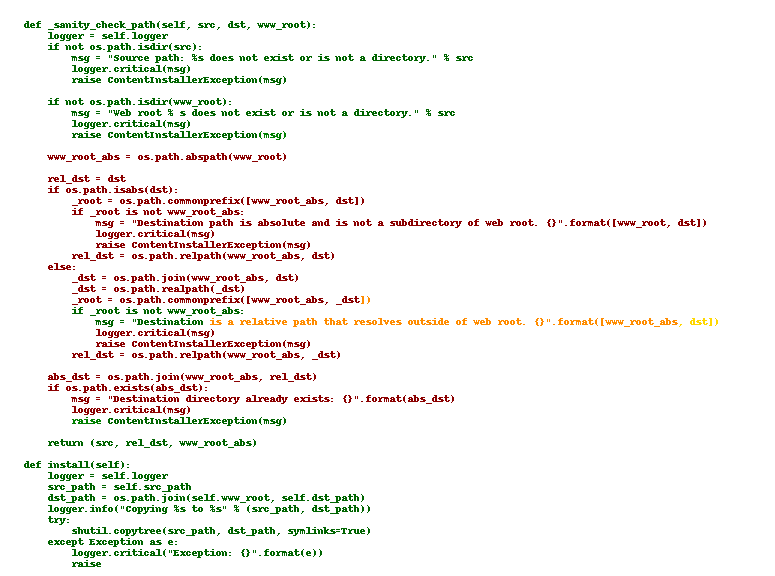 def _sanity_check_path(self, src, dst, www_root):
    logger = self.logger
    if not os.path.isdir(src):
        msg = "Source path: %s does not exist or is not a directory." % src
        logger.critical(msg)
        raise ContentInstallerException(msg)

    if not os.path.isdir(www_root):
        msg = "Web root % s does not exist or is not a directory." % src
        logger.critical(msg)
        raise ContentInstallerException(msg)

    www_root_abs = os.path.abspath(www_root)

    rel_dst = dst
    if os.path.isabs(dst):
        _root = os.path.commonprefix([www_root_abs, dst])
        if _root is not www_root_abs:
            msg = "Destination path is absolute and is not a subdirectory of web root. {}".format([www_root, dst])
            logger.critical(msg)
            raise ContentInstallerException(msg)
        rel_dst = os.path.relpath(www_root_abs, dst)
    else:
        _dst = os.path.join(www_root_abs, dst)
        _dst = os.path.realpath(_dst)
        _root = os.path.commonprefix([www_root_abs, _dst])
        if _root is not www_root_abs:
            msg = "Destination is a relative path that resolves outside of web root. {}".format([www_root_abs, dst])
            logger.critical(msg)
            raise ContentInstallerException(msg)
        rel_dst = os.path.relpath(www_root_abs, _dst)

    abs_dst = os.path.join(www_root_abs, rel_dst)
    if os.path.exists(abs_dst):
        msg = "Destination directory already exists: {}".format(abs_dst)
        logger.critical(msg)
        raise ContentInstallerException(msg)

    return (src, rel_dst, www_root_abs)

def install(self):
    logger = self.logger
    src_path = self.src_path
    dst_path = os.path.join(self.www_root, self.dst_path)
    logger.info("Copying %s to %s" % (src_path, dst_path))
    try:
        shutil.copytree(src_path, dst_path, symlinks=True)
    except Exception as e:
        logger.critical("Exception: {}".format(e))
        raise